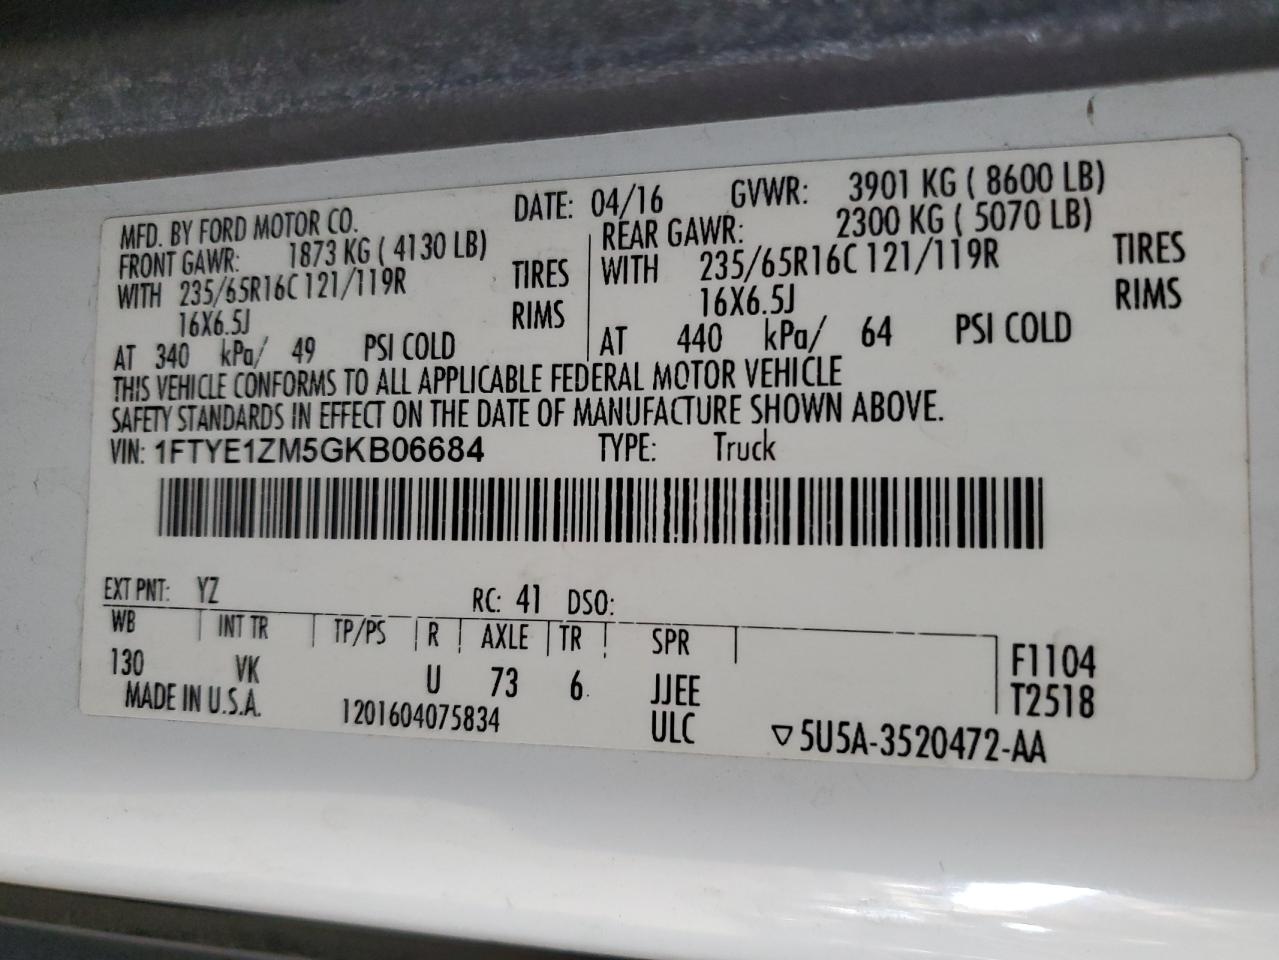 MFD. BY FORD MOTOR CO. DATE: 04/16 GVWR: 3901 KG ( 8600 LB)
FRONT GAWR: 1873 KG ( 4130 LB) REAR GAWR: 2300 KG ( 5070 LB)
WITH 235/65R16C 121/119R TIRES WITH 235/65R16C 121/119R TIRES
16X6.5J RIMS 16X6.5J RIMS
AT 340 kPa/ 49 PSI COLD AT 440 kPa/ 64 PSI COLD
THIS VEHICLE CONFORMS TO ALL APPLICABLE FEDERAL MOTOR VEHICLE
SAFETY STANDARDS IN EFFECT ON THE DATE OF MANUFACTURE SHOWN ABOVE.
VIN: 1FTYE1ZM5GKB06684 TYPE: Truck
EXT PNT: YZ RC: 41 DSO:
WB INT TR TP/PS R AXLE TR SPR
130 VK U 73 6 JJEE F1104
MADE IN U.S.A. 1201604075834 ULC T2518
▽5U5A-3520472-AA